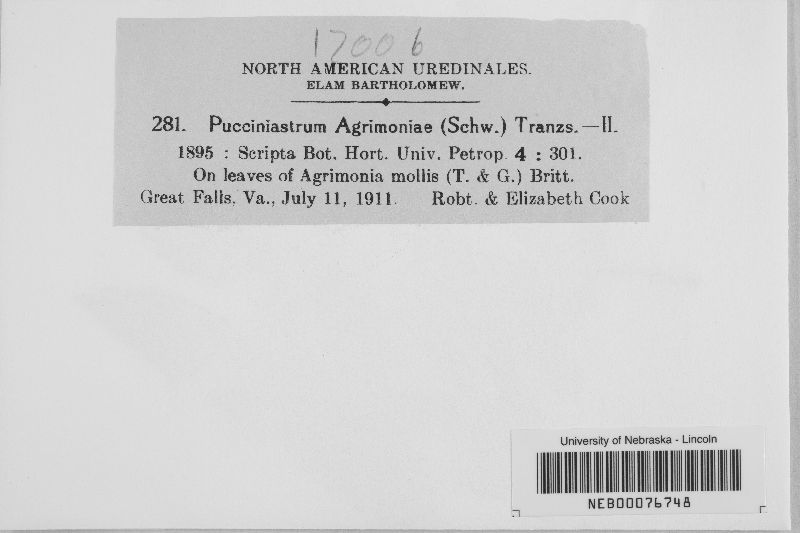 17006
NORTH AMERICAN UREDINALES.
ELAM BARTHOLOMEW.
281. Pucciniastrum Agrimoniae (Schw.) Tranzs.—II.
1895 : Scripta Bot. Hort. Univ. Petrop. 4 : 301.
On leaves of Agrimonia mollis (T. & G.) Britt.
Great Falls, Va., July 11, 1911. Robt. & Elizabeth Cook
University of Nebraska - Lincoln
NEB00076748